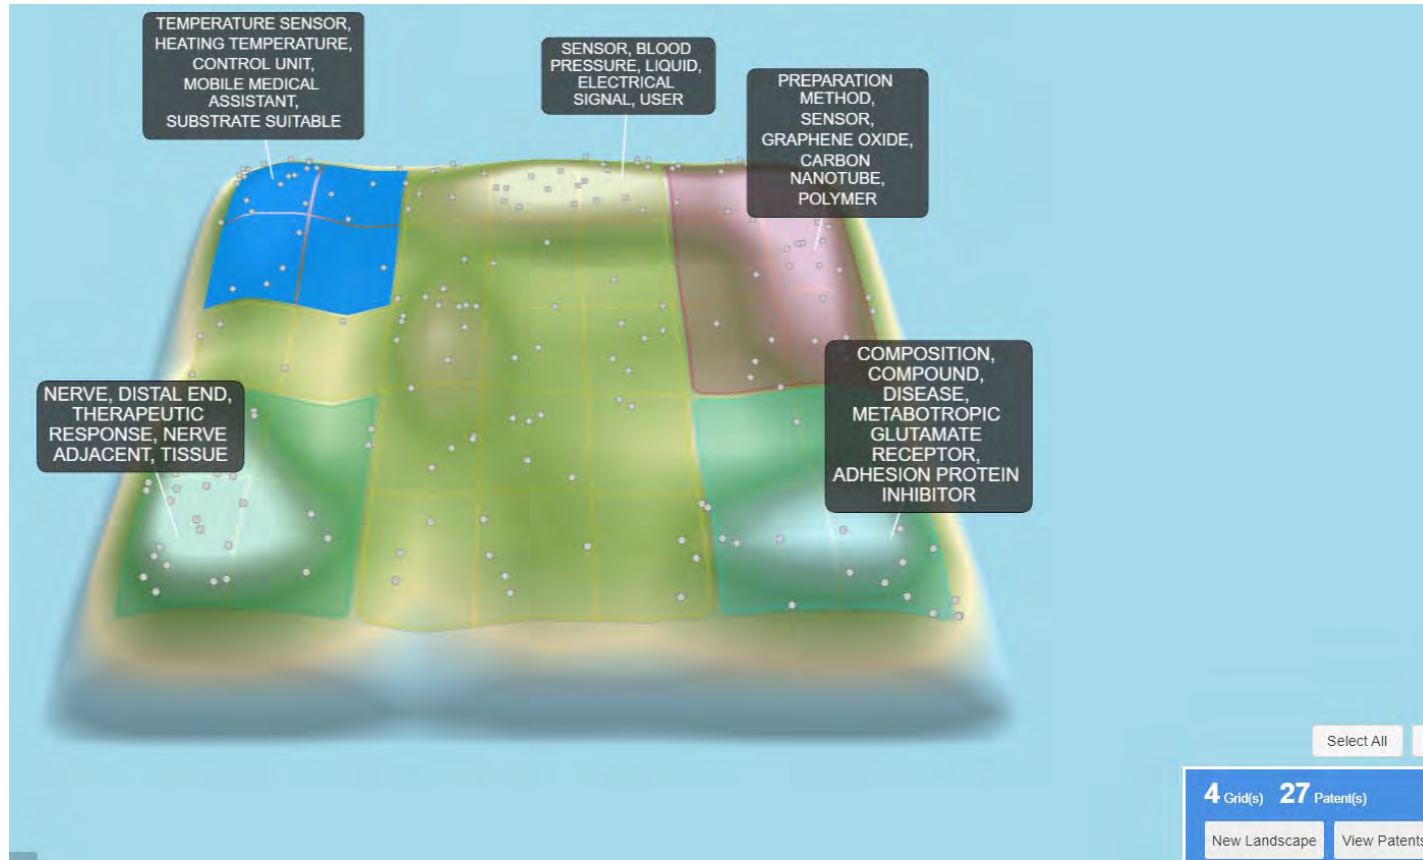 TEMPERATURE SENSOR,
HEATING TEMPERATURE,
CONTROL UNIT,
MOBILE MEDICAL
ASSISTANT,
SUBSTRATE SUITABLE
SENSOR, BLOOD
PRESSURE, LIQUID,
ELECTRICAL
SIGNAL, USER
PREPARATION
METHOD,
SENSOR,
GRAPHENE OXIDE,
CARBON
NANOTUBE,
POLYMER
NERVE, DISTAL END,
THERAPEUTIC
RESPONSE, NERVE
ADJACENT, TISSUE
COMPOSITION,
COMPOUND,
DISEASE,
METABOTROPIC
GLUTAMATE
RECEPTOR,
ADHESION PROTEIN
INHIBITOR
Select All
4 Grid(s) 27 Patent(s)
New Landscape View Patents